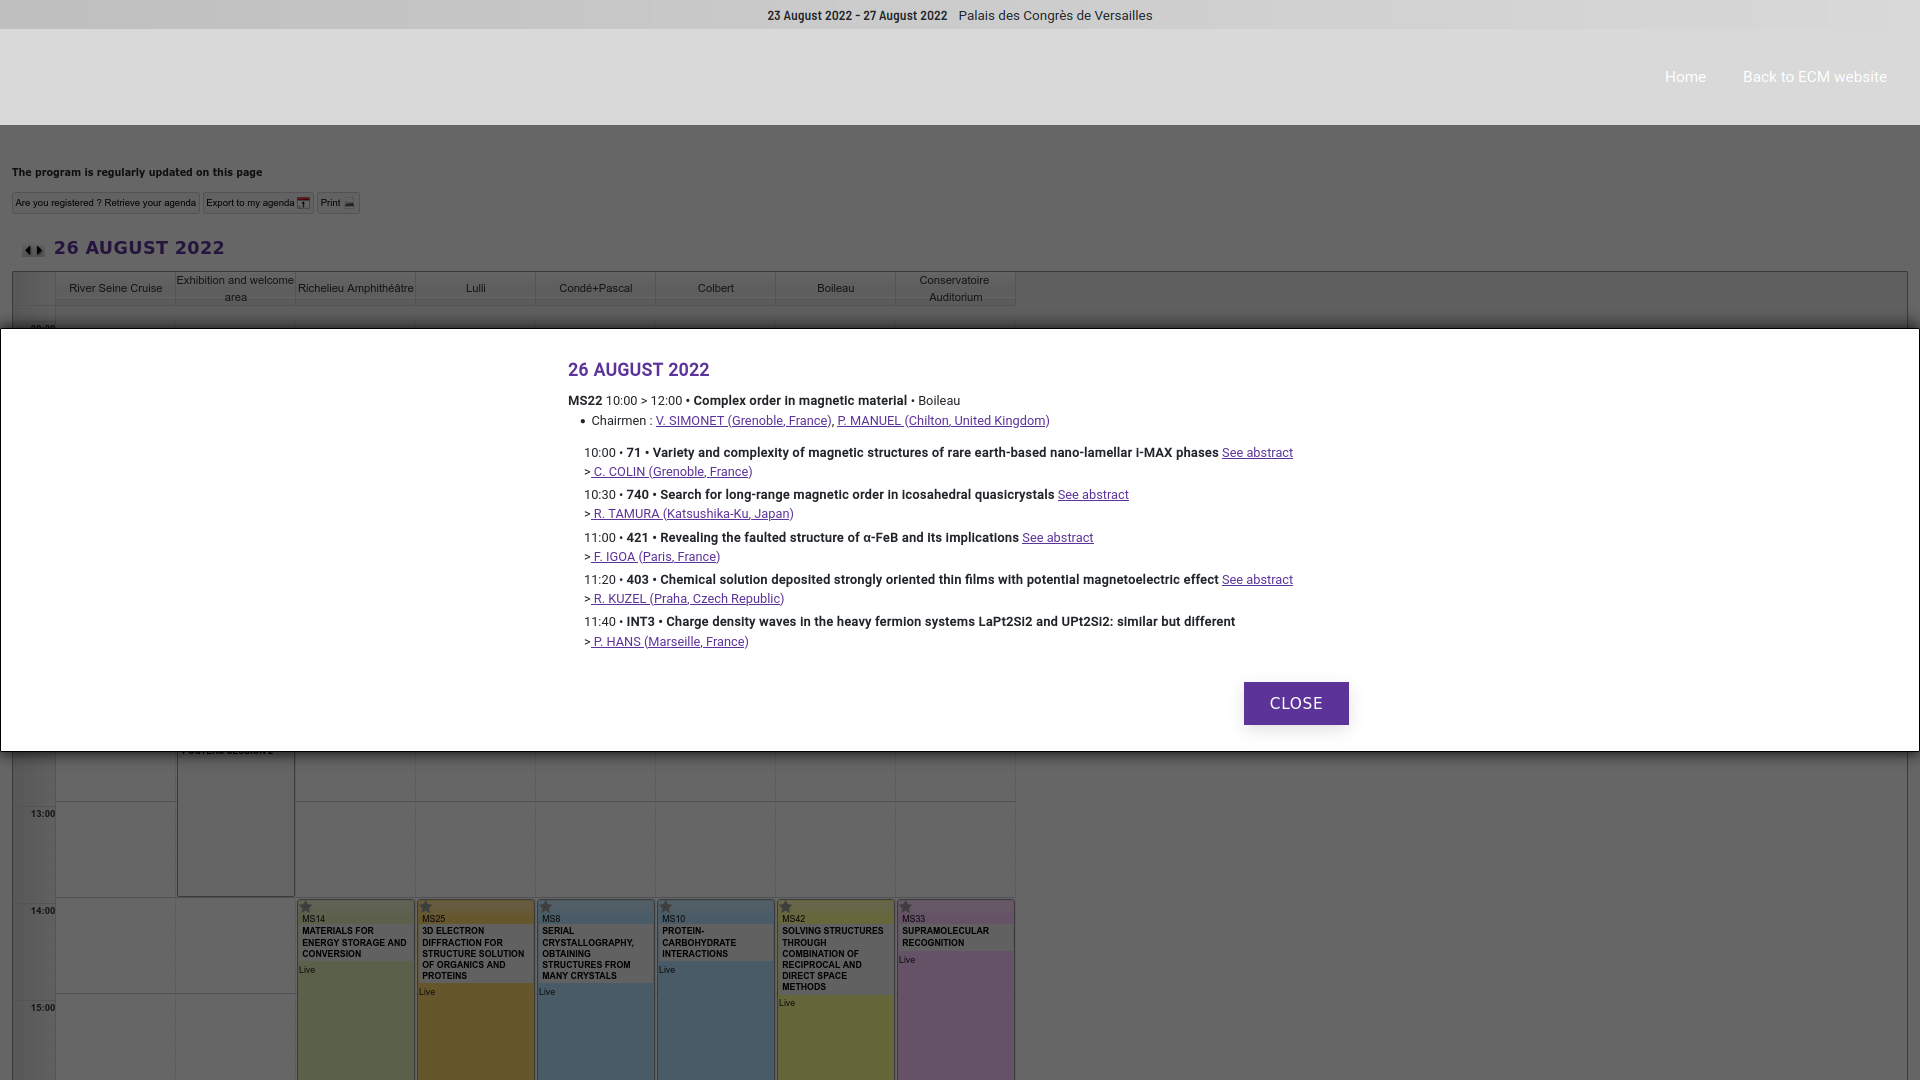 23 August 2022 - 27 August 2022 Palais des Congrès de Versailles
Home Back to ECM website
The program is regularly updated on this page
Are you registered ? Retrieve your agenda Export to my agenda Print
26 AUGUST 2022
River Seine Cruise
Exhibition and welcome
area
Richelieu Amphithéâtre
Lulli
Condé+Pascal
Colbert
Boileau
Conservatoire
Auditorium
26 AUGUST 2022
MS22 10:00 > 12:00 • Complex order in magnetic material • Boileau
• Chairmen : V. SIMONET (Grenoble, France), P. MANUEL (Chilton, United Kingdom)
10:00 • 71 • Variety and complexity of magnetic structures of rare earth-based nano-lamellar i-MAX phases See abstract
> C. COLIN (Grenoble, France)
10:30 • 740 • Search for long-range magnetic order in icosahedral quasicrystals See abstract
> R. TAMURA (Katsushika-Ku, Japan)
11:00 • 421 • Revealing the faulted structure of α-FeB and its implications See abstract
> F. IGOA (Paris, France)
11:20 • 403 • Chemical solution deposited strongly oriented thin films with potential magnetoelectric effect See abstract
> R. KUZEL (Praha, Czech Republic)
11:40 • INT3 • Charge density waves in the heavy fermion systems LaPt2Si2 and UPt2Si2: similar but different
> P. HANS (Marseille, France)
CLOSE
13:00
14:00
MS14
MATERIALS FOR
ENERGY STORAGE AND
CONVERSION
Live
MS25
3D ELECTRON
DIFFRACTION FOR
STRUCTURE SOLUTION
OF ORGANICS AND
PROTEINS
Live
MS8
SERIAL
CRYSTALLOGRAPHY,
OBTAINING
STRUCTURES FROM
MANY CRYSTALS
Live
MS10
PROTEIN-
CARBOHYDRATE
INTERACTIONS
Live
MS42
SOLVING STRUCTURES
THROUGH
COMBINATION OF
RECIPROCAL AND
DIRECT SPACE
METHODS
Live
MS33
SUPRAMOLECULAR
RECOGNITION
Live
15:00